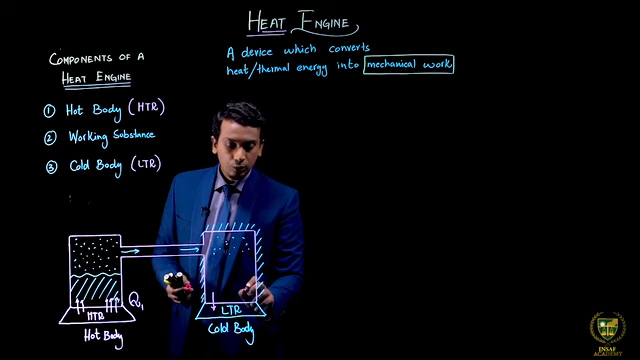 HEAT ENGINE
A device which converts
heat/thermal energy into mechanical work
COMPONENTS OF A
HEAT ENGINE
① Hot Body (HTR)
② Working Substance
③ Cold Body (LTR)
Q₁
HTR
Hot Body
LTR
Cold Body
ENSAF
ACADEMY